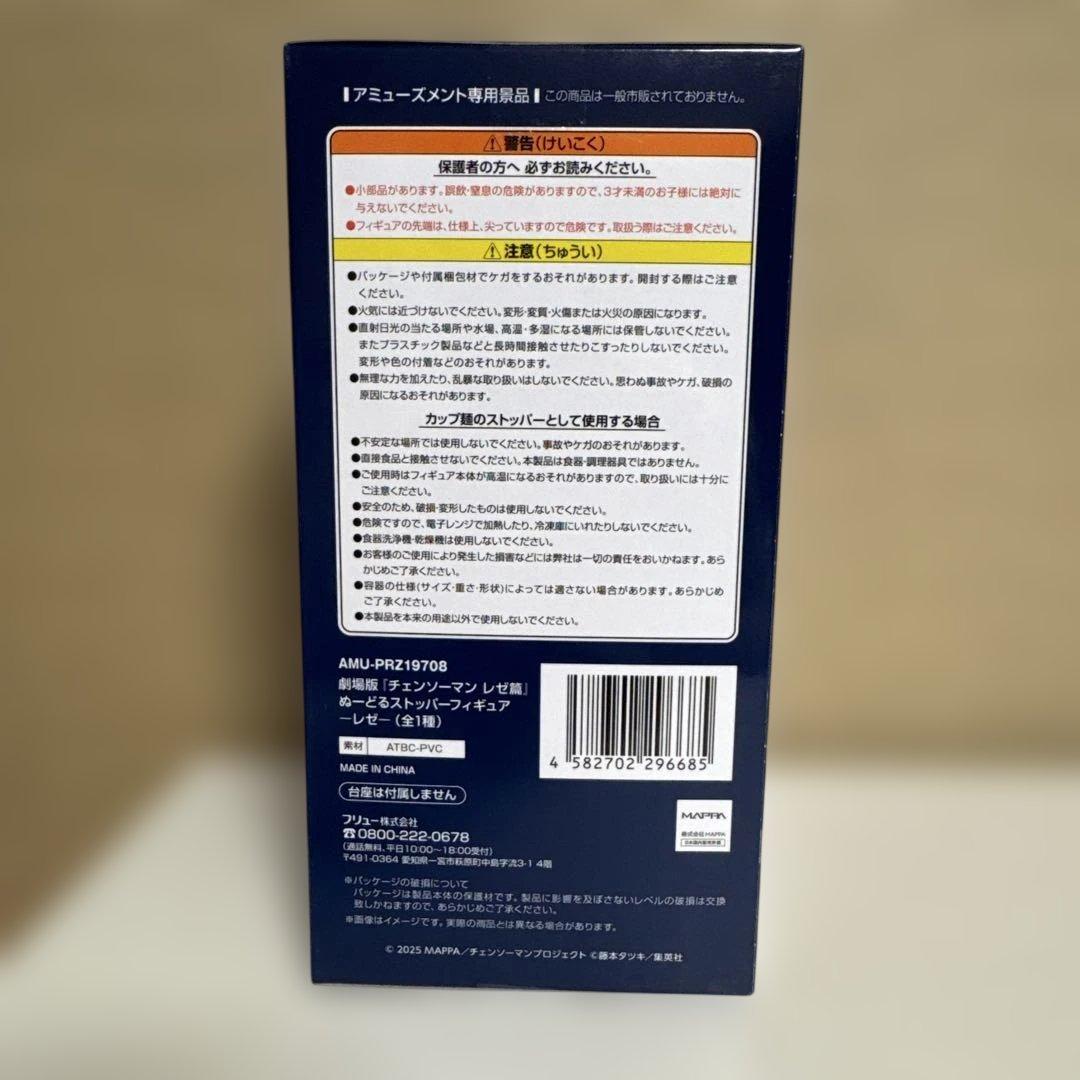 アミューズメント専用景品 この商品は一般市販されておりません。
⚠警告(けいこく)
保護者の方へ 必ずお読みください。
●小部品があります。誤飲・窒息の危険がありますので、3才未満のお子様には絶対に
与えないでください。
●フィギュアの先端は、仕様上、尖っていますので危険です。取扱う際はご注意ください。
⚠注意(ちゅうい)
●パッケージや付属梱包材でケガをするおそれがあります。開封する際はご注意
ください。
●火気には近づけないでください。変形・変質・火傷または火災の原因になります。
●直射日光の当たる場所や水場、高温・多湿になる場所には保管しないでください。
またプラスチック製品などと長時間接触させたりこすったりしないでください。
変形や色の付着などのおそれがあります。
●無理な力を加えたり、乱暴な取り扱いはしないでください。思わぬ事故やケガ、破損の
原因になるおそれがあります。
カップ麺のストッパーとして使用する場合
●不安定な場所では使用しないでください。事故やケガのおそれがあります。
●直接食品と接触させないでください。本製品は食器・調理器具ではありません。
●ご使用時はフィギュア本体が高温になるおそれがありますので、取り扱いには十分に
ご注意ください。
●安全のため、破損・変形したものは使用しないでください。
●危険ですので、電子レンジで加熱したり、冷凍庫にいれたりしないでください。
●食器洗浄機・乾燥機は使用しないでください。
●お客様のご使用により発生した損害などには弊社は一切の責任をおいかねます。あら
かじめご了承ください。
●容器の仕様(サイズ・重さ・形状)によっては適さない場合があります。あらかじめ
ご了承ください。
●本製品を本来の用途以外で使用しないでください。
AMU-PRZ19708
劇場版『チェンソーマン レゼ篇』
ぬーどるストッパーフィギュア
ーレゼー(全1種)
素材 ATBC-PVC
MADE IN CHINA
台座は付属しません
4 582702 296685
フリュー株式会社
☎0800-222-0678
(通話無料、平日10:00～18:00受付)
〒491-0364 愛知県一宮市萩原町中島字流3-1 4階
MAPPA
株式会社MAPPA
日本国内販売許諾
※パッケージの破損について
パッケージは製品本体の保護材です。製品に影響を及ぼさないレベルの破損は交換
致しかねますので、あらかじめご了承ください。
※画像はイメージです。実際の商品とは異なる場合があります。
© 2025 MAPPA／チェンソーマンプロジェクト ©藤本タツキ／集英社